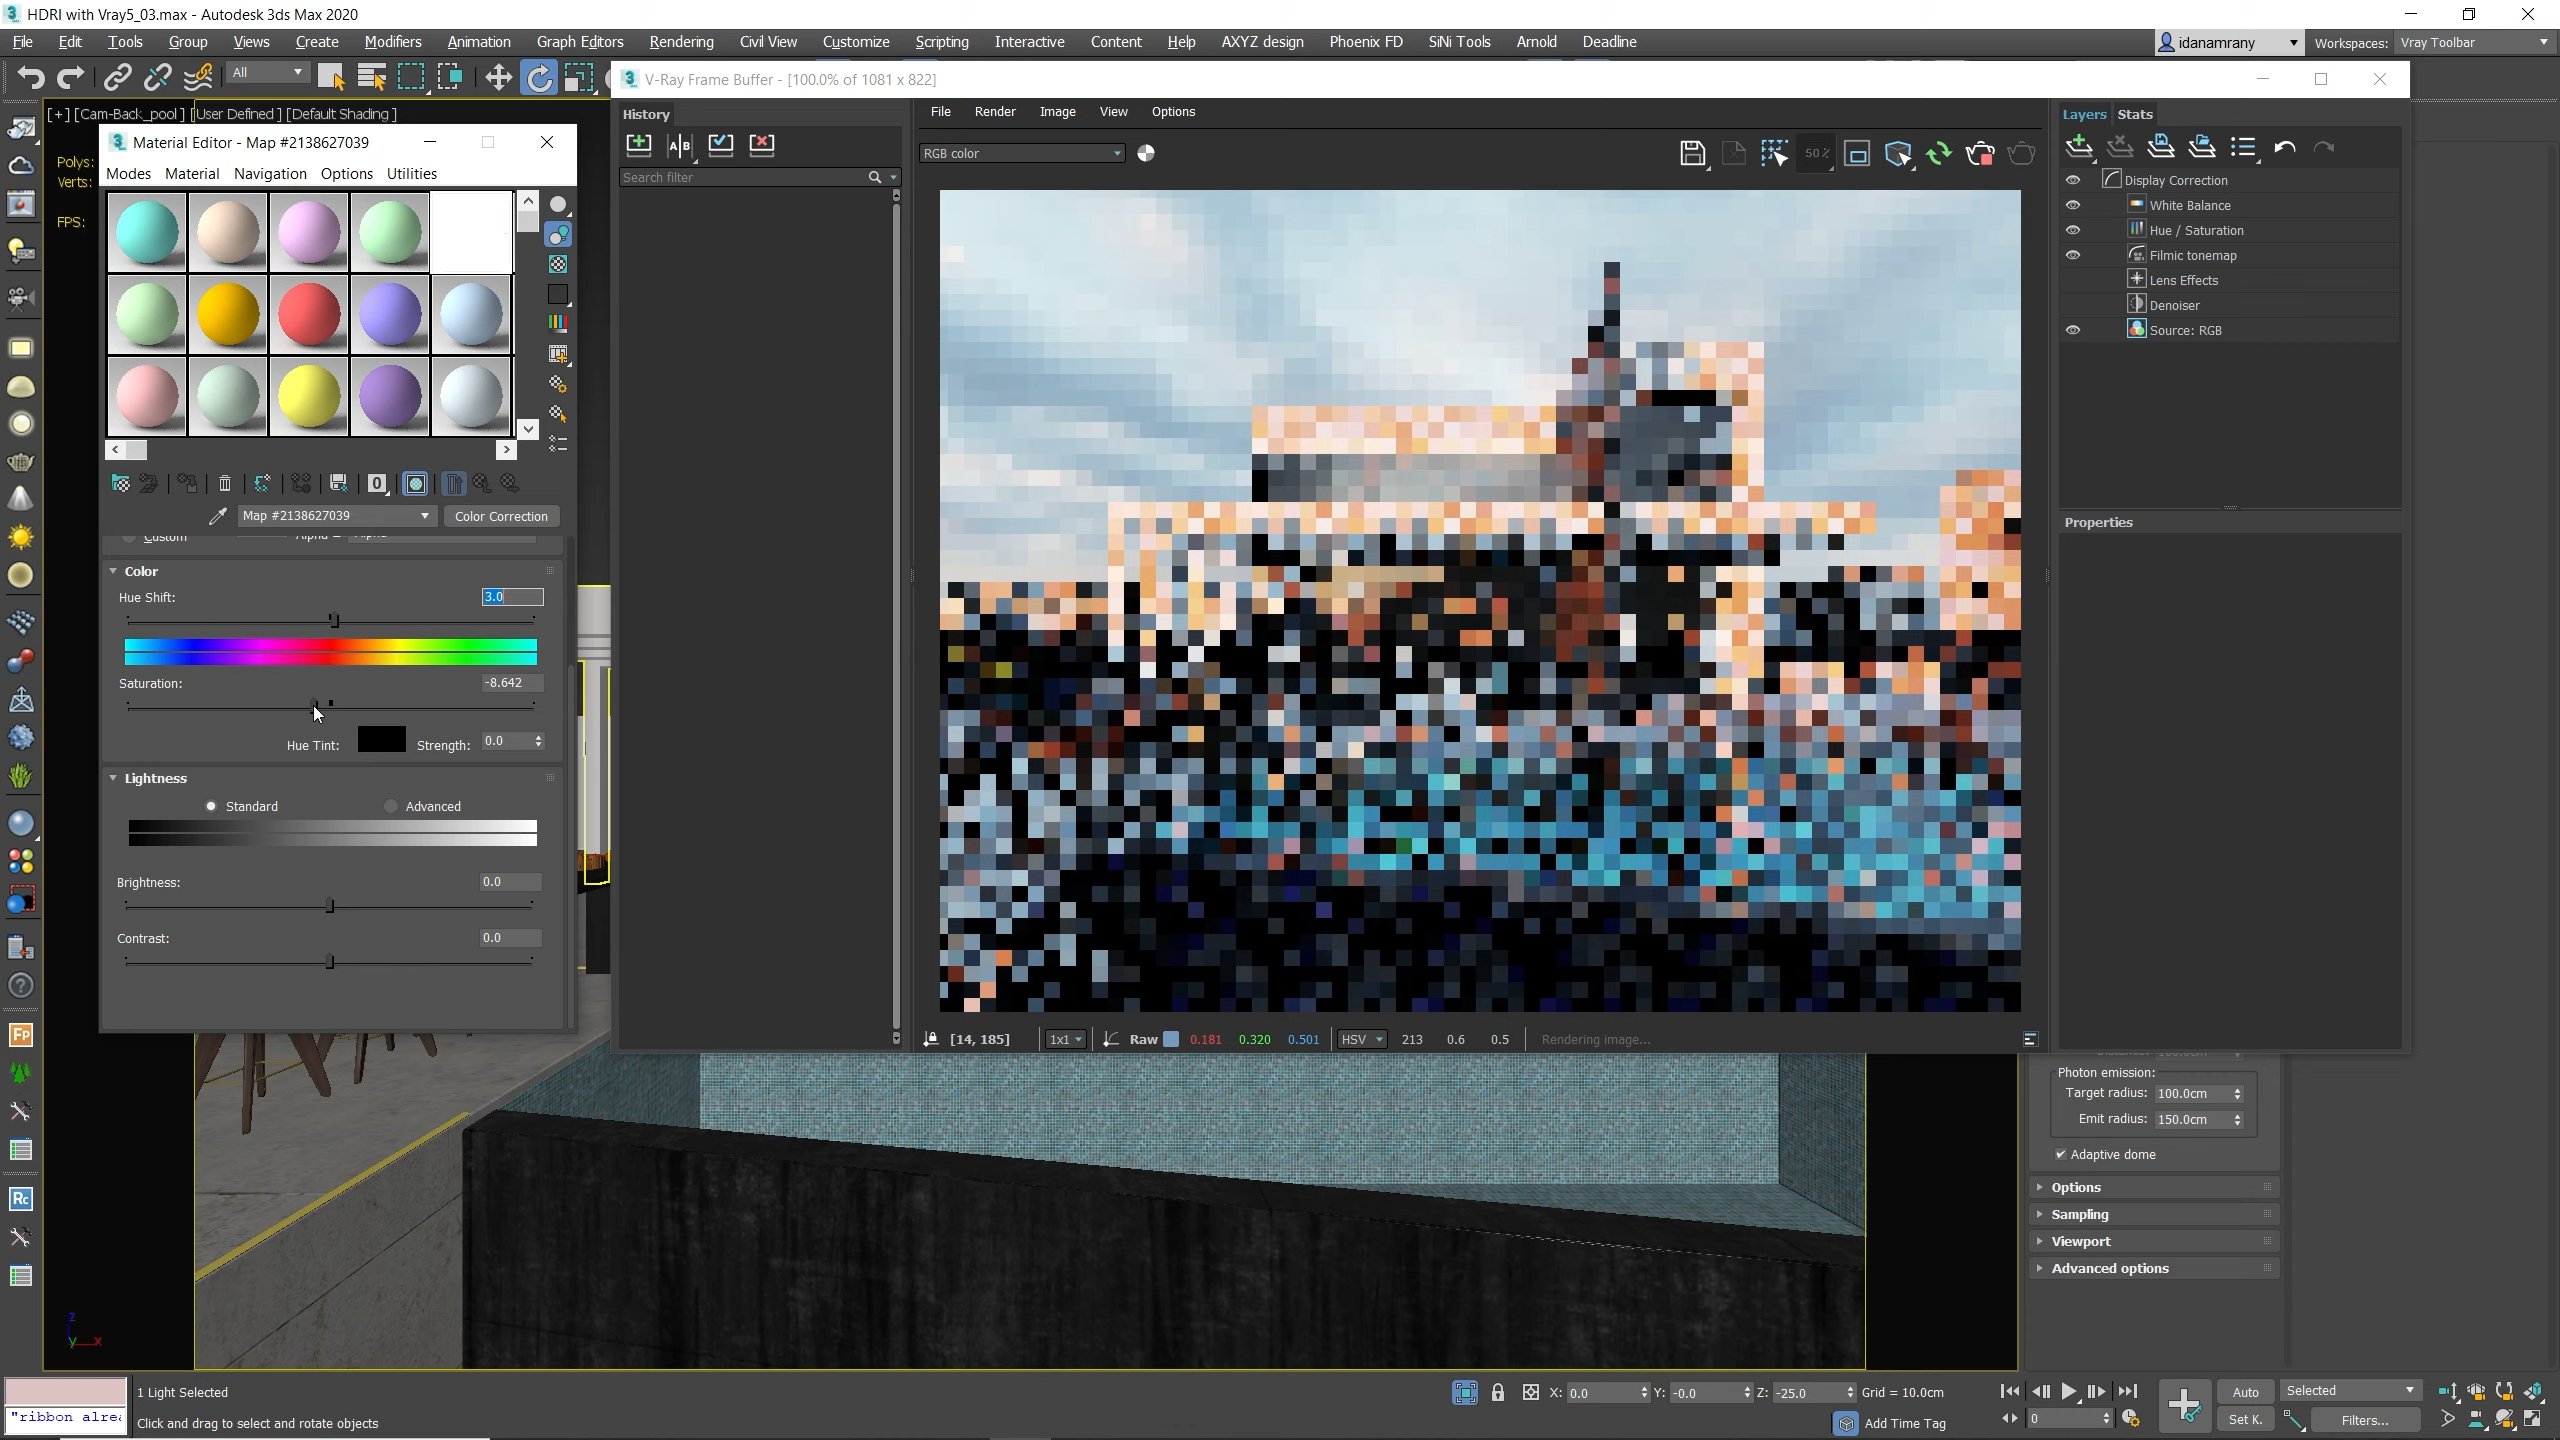 HDRI with Vray5_03.max - Autodesk 3ds Max 2020
File Edit Tools Group Views Create Modifiers Animation Graph Editors Rendering Civil View Customize Scripting Interactive Content Help AXYZ design Phoenix FD SiNi Tools Arnold Deadline
idanamrany Workspaces: Vray Toolbar
All
V-Ray Frame Buffer - [100.0% of 1081 x 822]
[+] [Cam-Back_pool] [User Defined] [Default Shading]
Polys:
Verts:
FPS:
Material Editor - Map #2138627039
Modes Material Navigation Options Utilities
Map #2138627039 Color Correction
Custom Alpha = Alpha
Color
Hue Shift: 3.0
Saturation: -8.642
Hue Tint: Strength: 0.0
Lightness
Standard Advanced
Brightness: 0.0
Contrast: 0.0
History
A B
Search filter
File Render Image View Options
RGB color
50%
[14, 185] 1x1 Raw 0.181 0.320 0.501 HSV 213 0.6 0.5 Rendering image...
Layers Stats
Display Correction
White Balance
Hue / Saturation
Filmic tonemap
Lens Effects
Denoiser
Source: RGB
Properties
Photon emission:
Target radius: 100.0cm
Emit radius: 150.0cm
Adaptive dome
Options
Sampling
Viewport
Advanced options
Fp
Rc
z
y x
"ribbon alrea
1 Light Selected
Click and drag to select and rotate objects
X: 0.0 Y: -0.0 Z: -25.0 Grid = 10.0cm
Add Time Tag
0
Auto Selected
Set K. Filters...